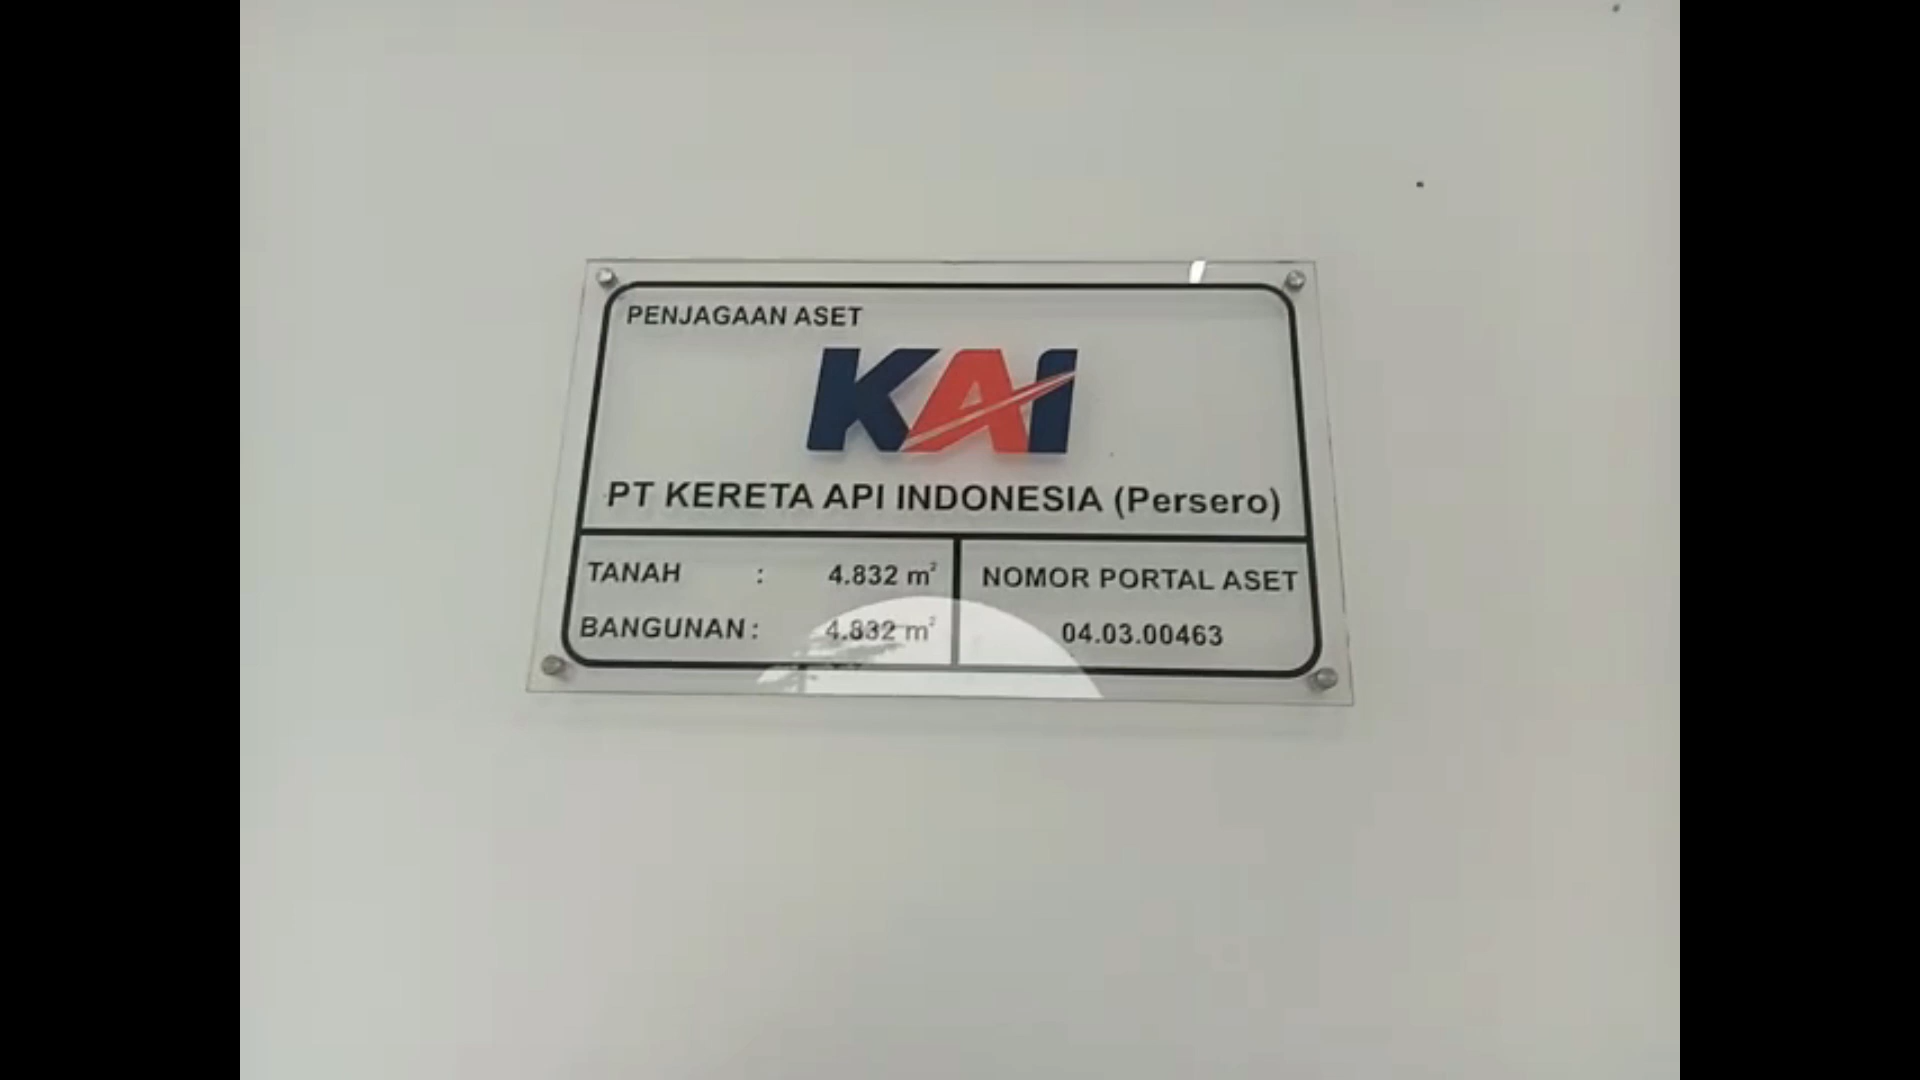 PENJAGAAN ASET
KAI
PT KERETA API INDONESIA (Persero)
TANAH : 4.832 m²
BANGUNAN : 4.832 m²
NOMOR PORTAL ASET
04.03.00463